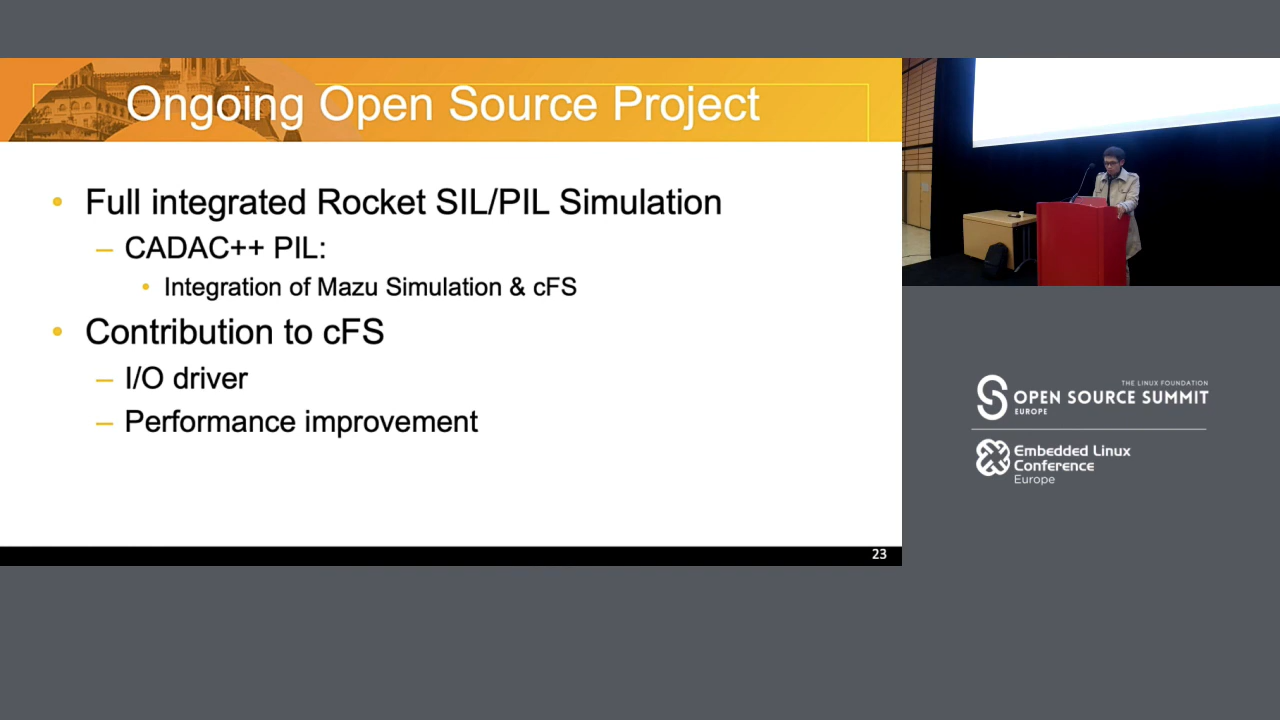 Ongoing Open Source Project
• Full integrated Rocket SIL/PIL Simulation
– CADAC++ PIL:
• Integration of Mazu Simulation & cFS
• Contribution to cFS
– I/O driver
– Performance improvement
23
THE LINUX FOUNDATION
OPEN SOURCE SUMMIT
EUROPE
Embedded Linux
Conference
Europe